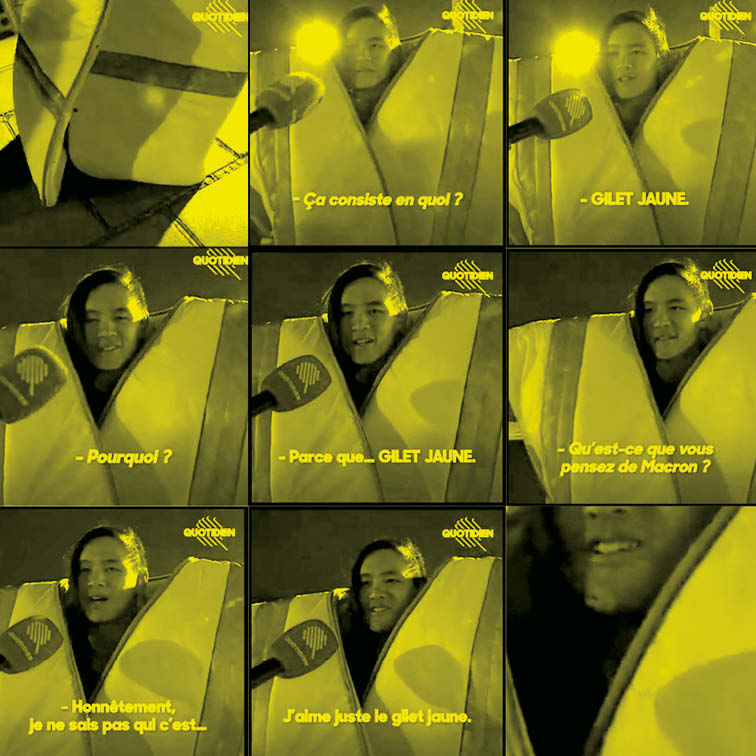 QUOTIDIEN
QUOTIDIEN
- Ça consiste en quoi ?
QUOTIDIEN
- GILET JAUNE.
QUOTIDIEN
- Pourquoi ?
QUOTIDIEN
- Parce que... GILET JAUNE.
QUOTIDIEN
- Qu'est-ce que vous
pensez de Macron ?
QUOTIDIEN
- Honnêtement,
je ne sais pas qui c'est...
QUOTIDIEN
J'aime juste le gilet jaune.